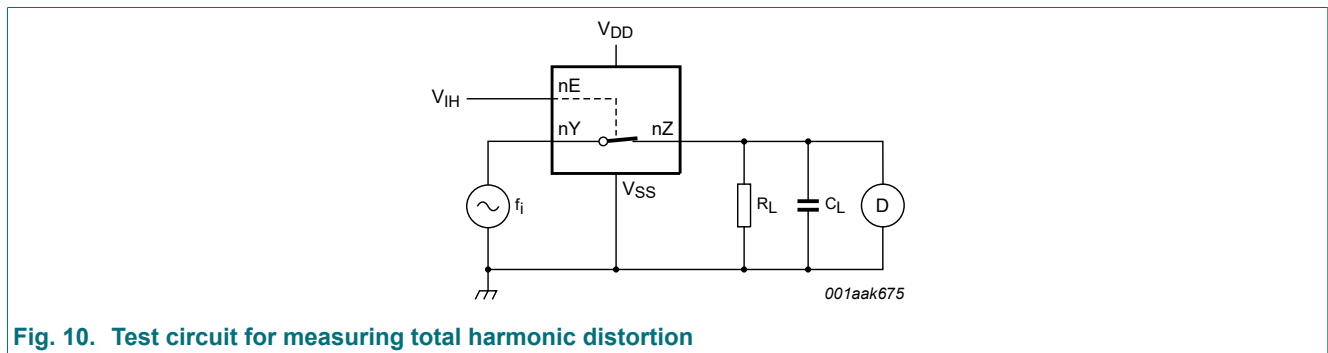 VDD
nE
VIH
nY
nZ
VSS
fi
RL
CL
D
001aak675
Fig. 10. Test circuit for measuring total harmonic distortion